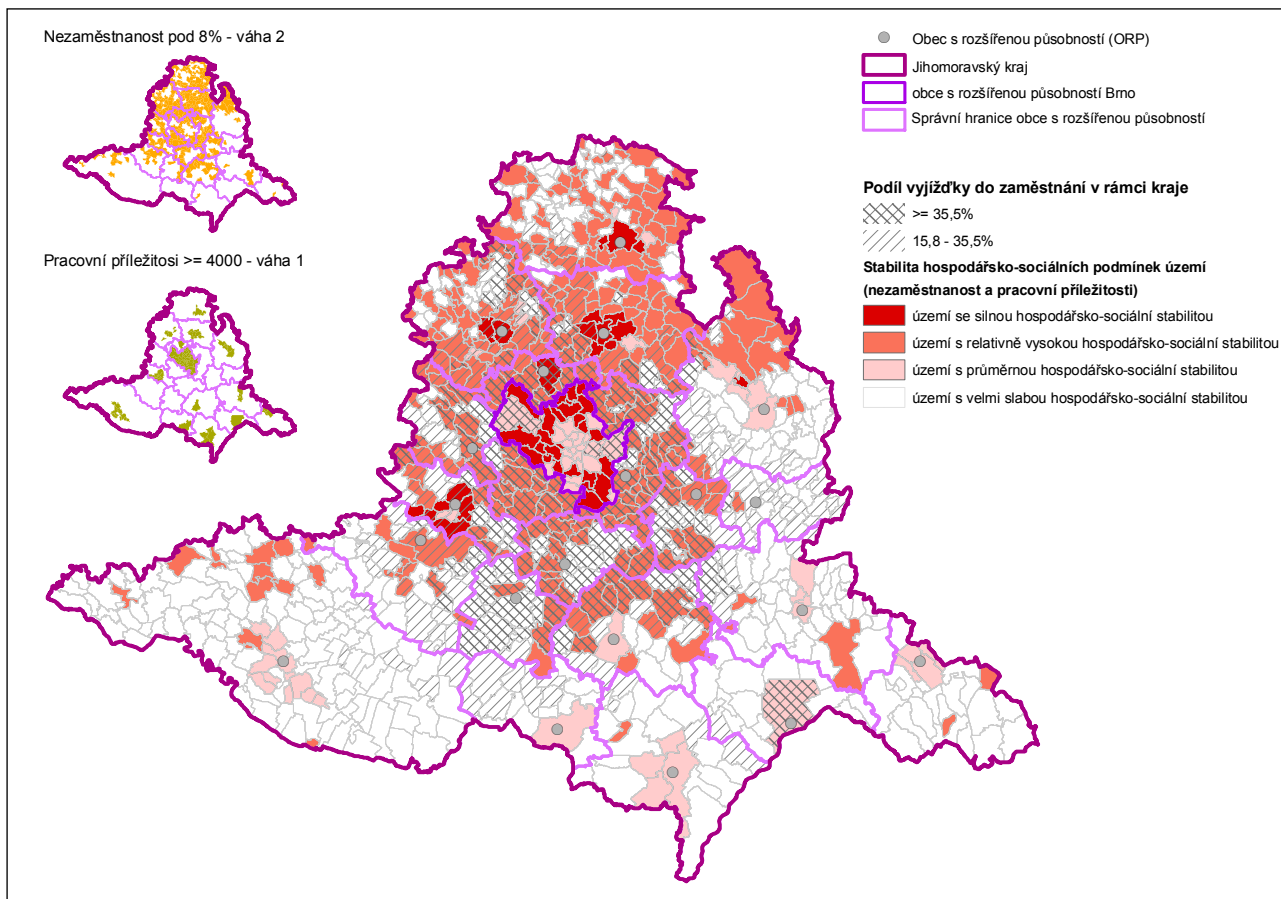 Nezaměstnanost pod 8% - váha 2
Pracovní příležitosi >= 4000 - váha 1
Obec s rozšířenou působností (ORP)
Jihomoravský kraj
obce s rozšířenou působností Brno
Správní hranice obce s rozšířenou působností
Podíl vyjížďky do zaměstnání v rámci kraje
>= 35,5%
15,8 - 35,5%
Stabilita hospodářsko-sociálních podmínek území
(nezaměstnanost a pracovní příležitosti)
území se silnou hospodářsko-sociální stabilitou
území s relativně vysokou hospodářsko-sociální stabilitou
území s průměrnou hospodářsko-sociální stabilitou
území s velmi slabou hospodářsko-sociální stabilitou